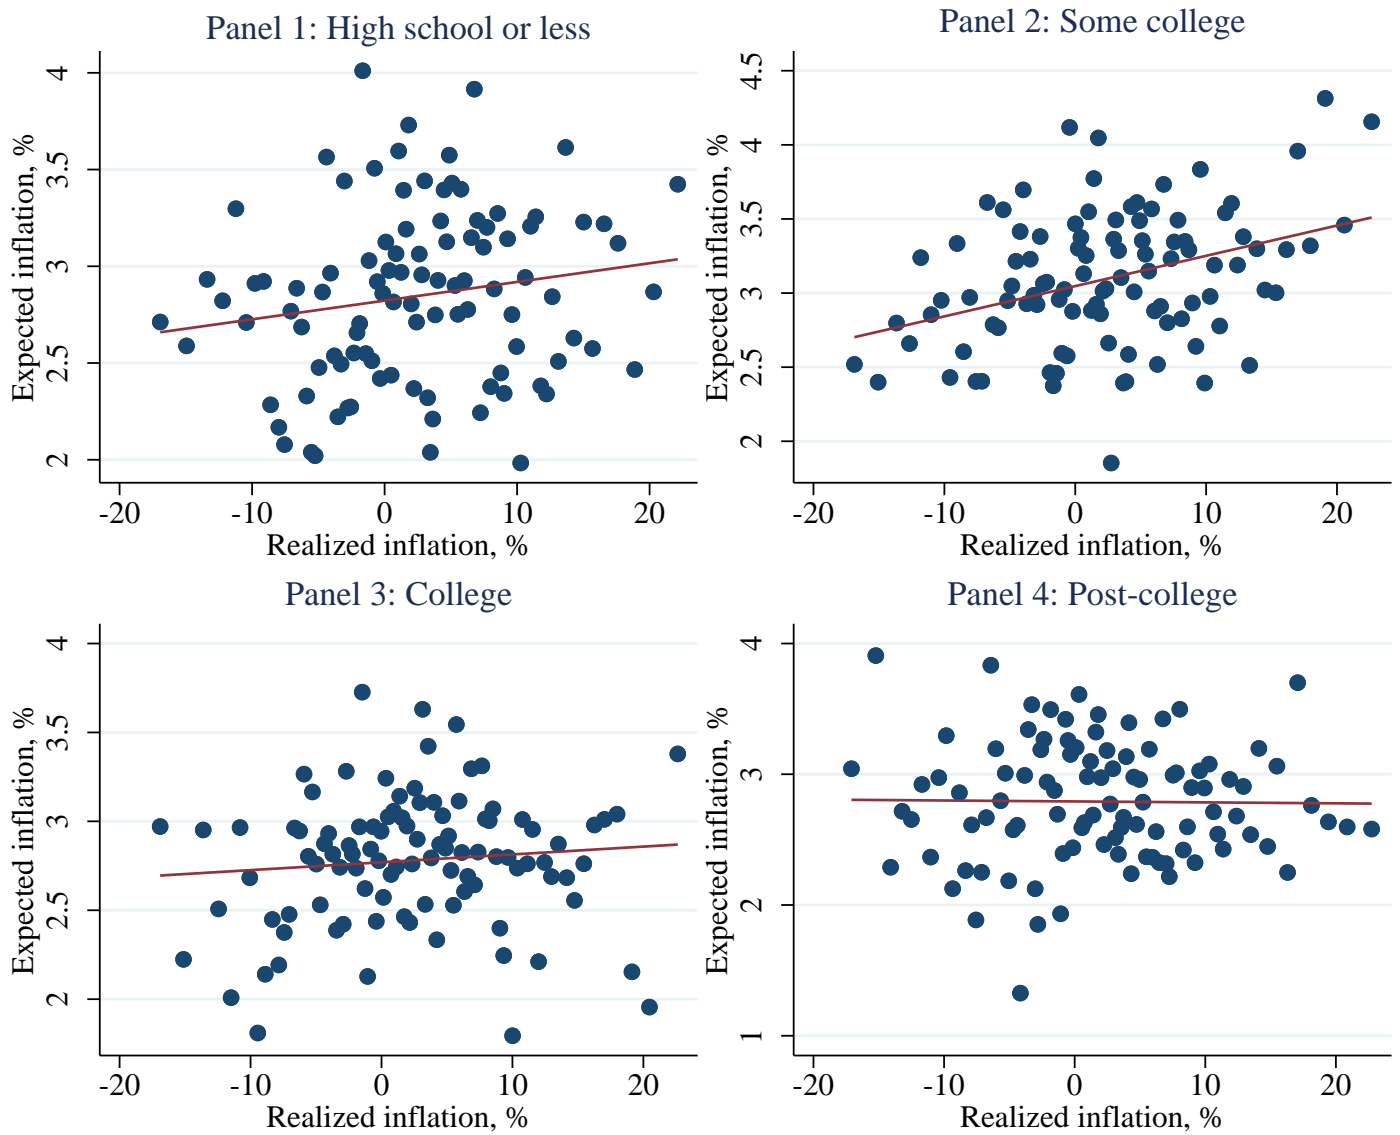 Panel 1: High school or less
Expected inflation, %
4
3.5
3
2.5
2
-20 -10 0 10 20
Realized inflation, %
Panel 2: Some college
Expected inflation, %
4.5
4
3.5
3
2.5
2
-20 -10 0 10 20
Realized inflation, %
Panel 3: College
Expected inflation, %
4
3.5
3
2.5
2
-20 -10 0 10 20
Realized inflation, %
Panel 4: Post-college
Expected inflation, %
4
3
2
1
-20 -10 0 10 20
Realized inflation, %